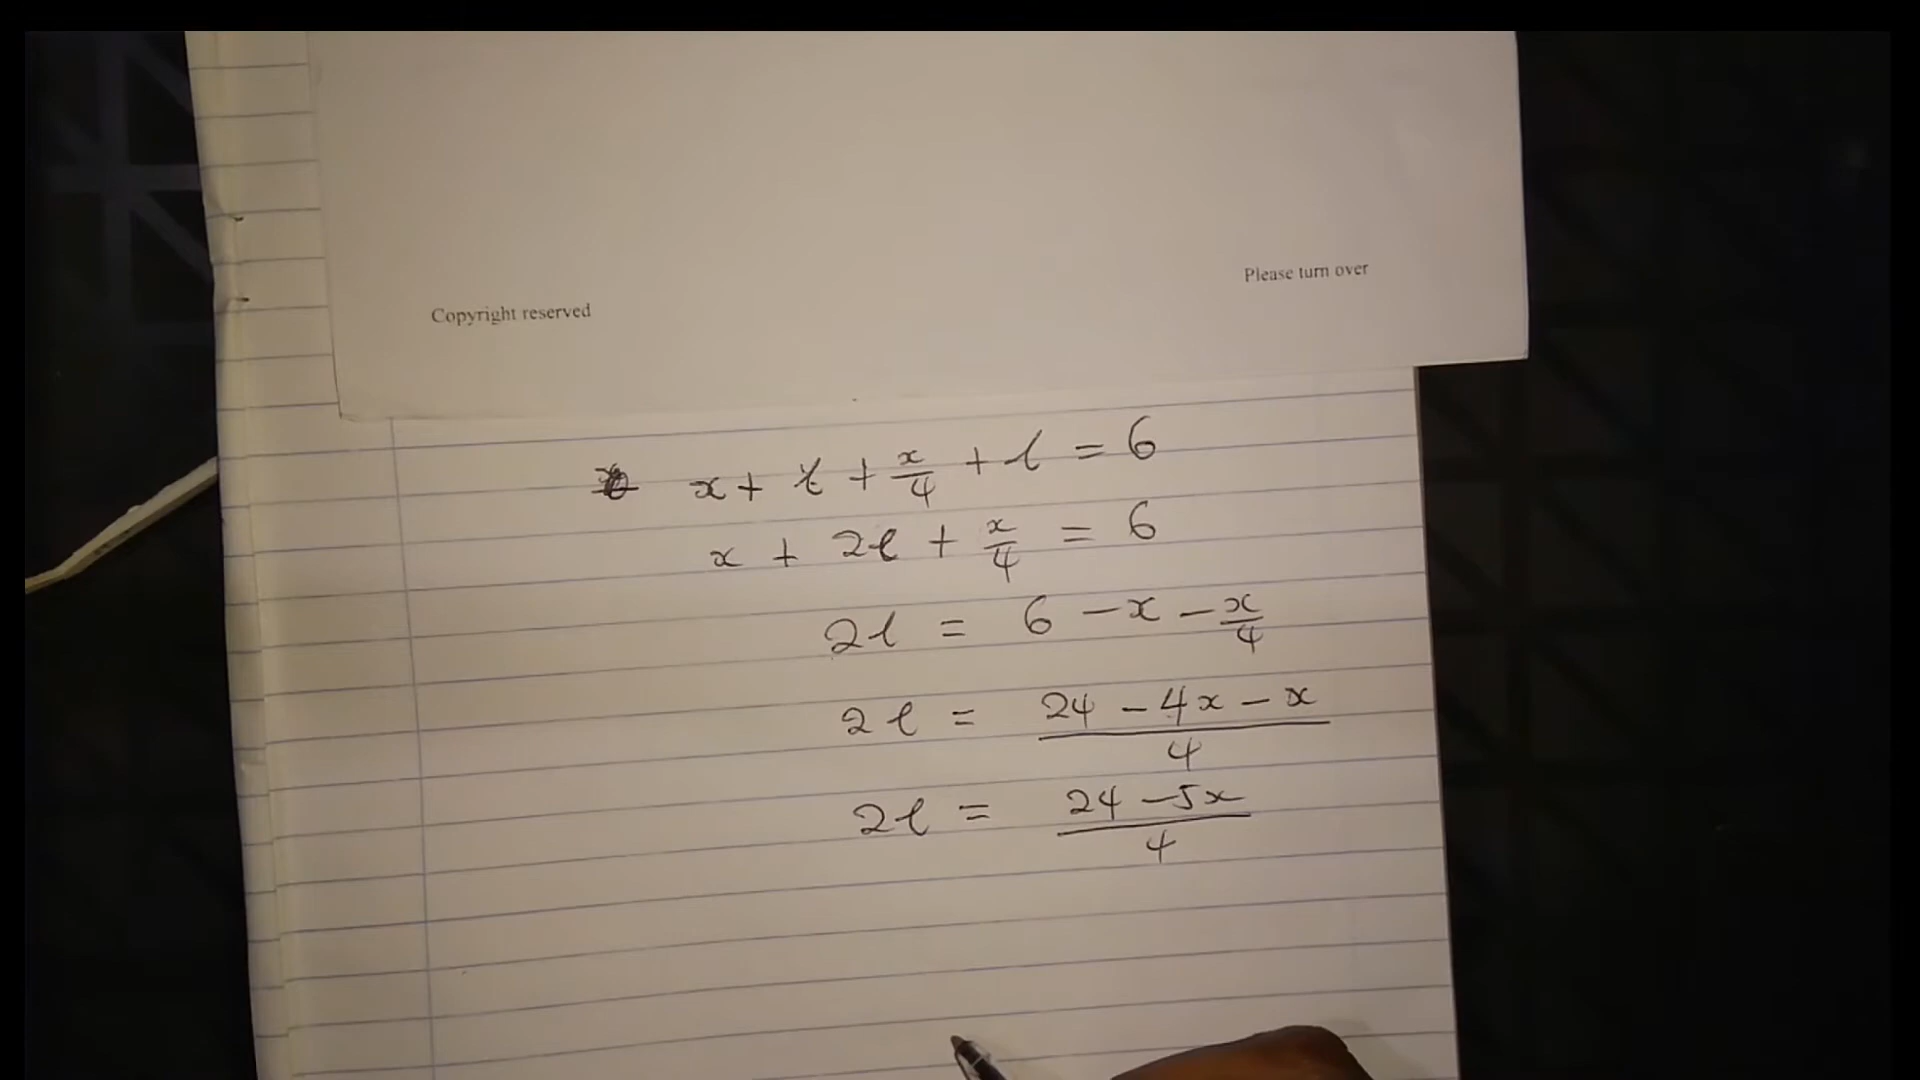 Please turn over
Copyright reserved
x + l + x/4 + l = 6
x + 2l + x/4 = 6
2l = 6 - x - x/4
2l = (24 - 4x - x)/4
2l = (24 - 5x)/4